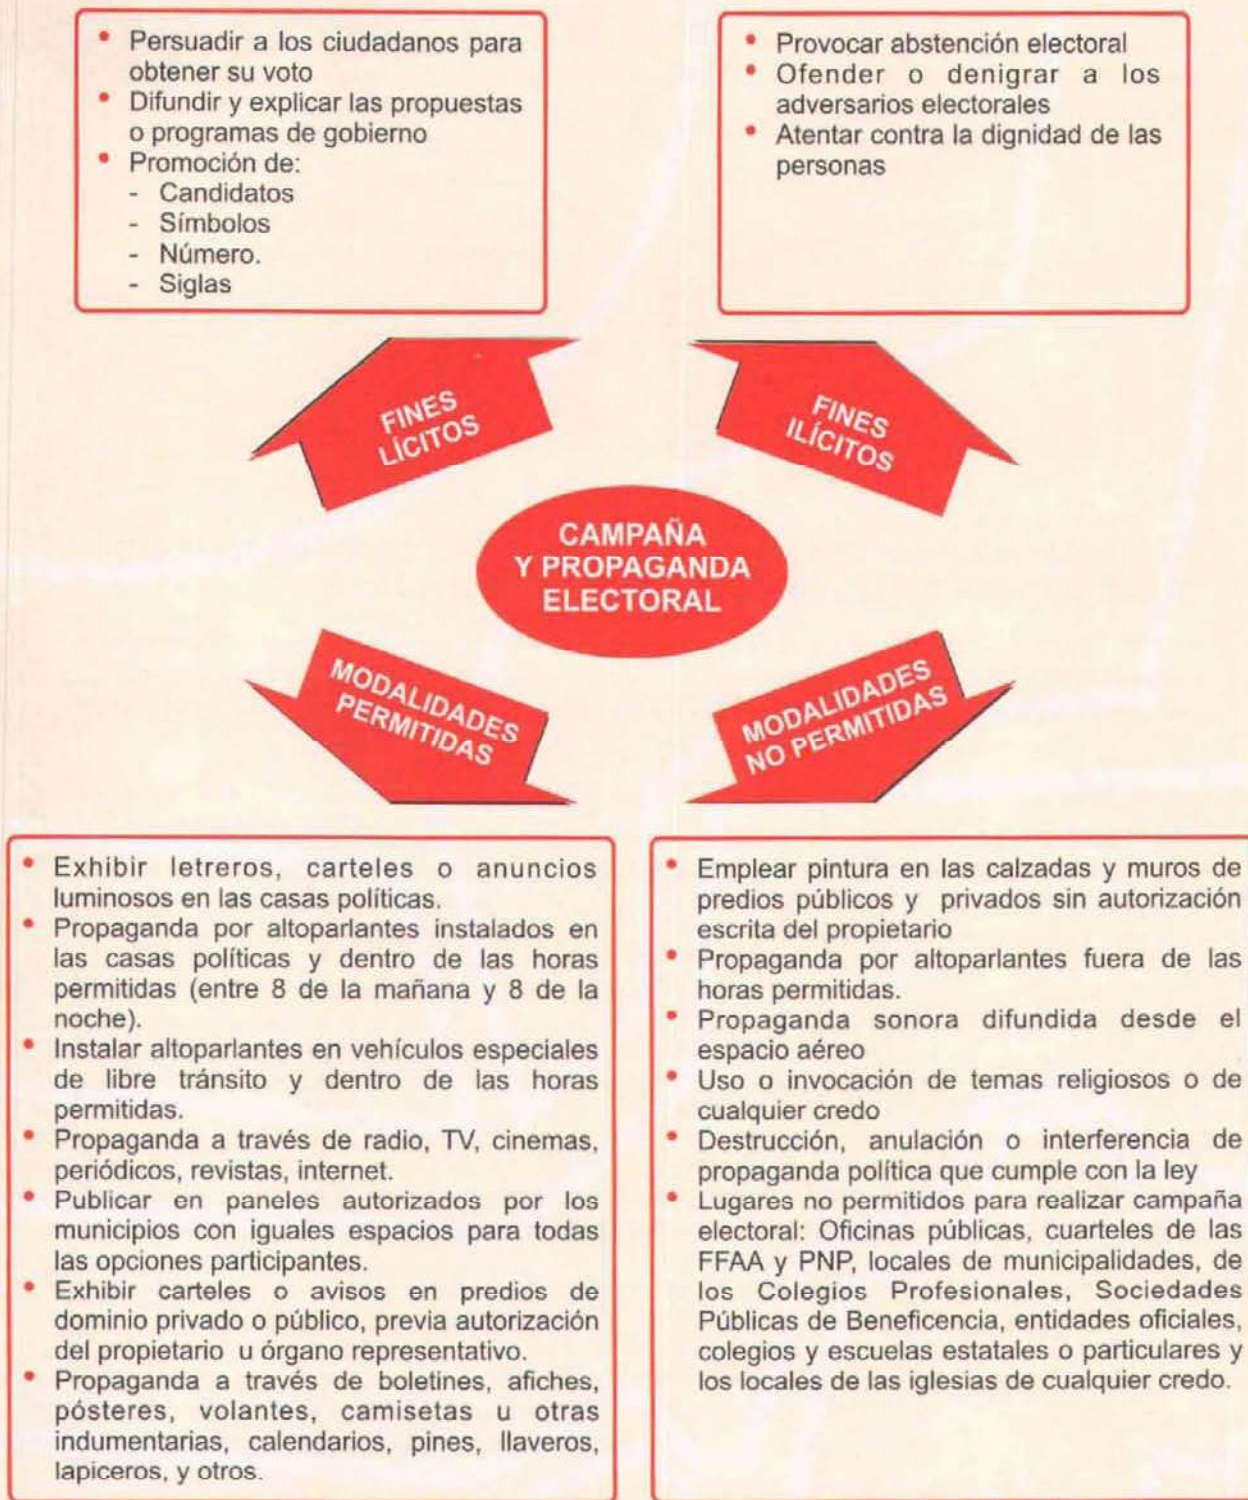 • Persuadir a los ciudadanos para
obtener su voto
• Difundir y explicar las propuestas
o programas de gobierno
• Promoción de:
- Candidatos
- Símbolos
- Número.
- Siglas
• Provocar abstención electoral
• Ofender o denigrar a los
adversarios electorales
• Atentar contra la dignidad de las
personas
FINES
LÍCITOS
FINES
ILÍCITOS
CAMPAÑA
Y PROPAGANDA
ELECTORAL
MODALIDADES
PERMITIDAS
MODALIDADES
NO PERMITIDAS
• Exhibir letreros, carteles o anuncios
luminosos en las casas políticas.
• Propaganda por altoparlantes instalados en
las casas políticas y dentro de las horas
permitidas (entre 8 de la mañana y 8 de la
noche).
• Instalar altoparlantes en vehículos especiales
de libre tránsito y dentro de las horas
permitidas.
• Propaganda a través de radio, TV, cinemas,
periódicos, revistas, internet.
• Publicar en paneles autorizados por los
municipios con iguales espacios para todas
las opciones participantes.
• Exhibir carteles o avisos en predios de
dominio privado o público, previa autorización
del propietario u órgano representativo.
• Propaganda a través de boletines, afiches,
pósteres, volantes, camisetas u otras
indumentarias, calendarios, pines, llaveros,
lapiceros, y otros.
• Emplear pintura en las calzadas y muros de
predios públicos y privados sin autorización
escrita del propietario
• Propaganda por altoparlantes fuera de las
horas permitidas.
• Propaganda sonora difundida desde el
espacio aéreo
• Uso o invocación de temas religiosos o de
cualquier credo
• Destrucción, anulación o interferencia de
propaganda política que cumple con la ley
• Lugares no permitidos para realizar campaña
electoral: Oficinas públicas, cuarteles de las
FFAA y PNP, locales de municipalidades, de
los Colegios Profesionales, Sociedades
Públicas de Beneficencia, entidades oficiales,
colegios y escuelas estatales o particulares y
los locales de las iglesias de cualquier credo.